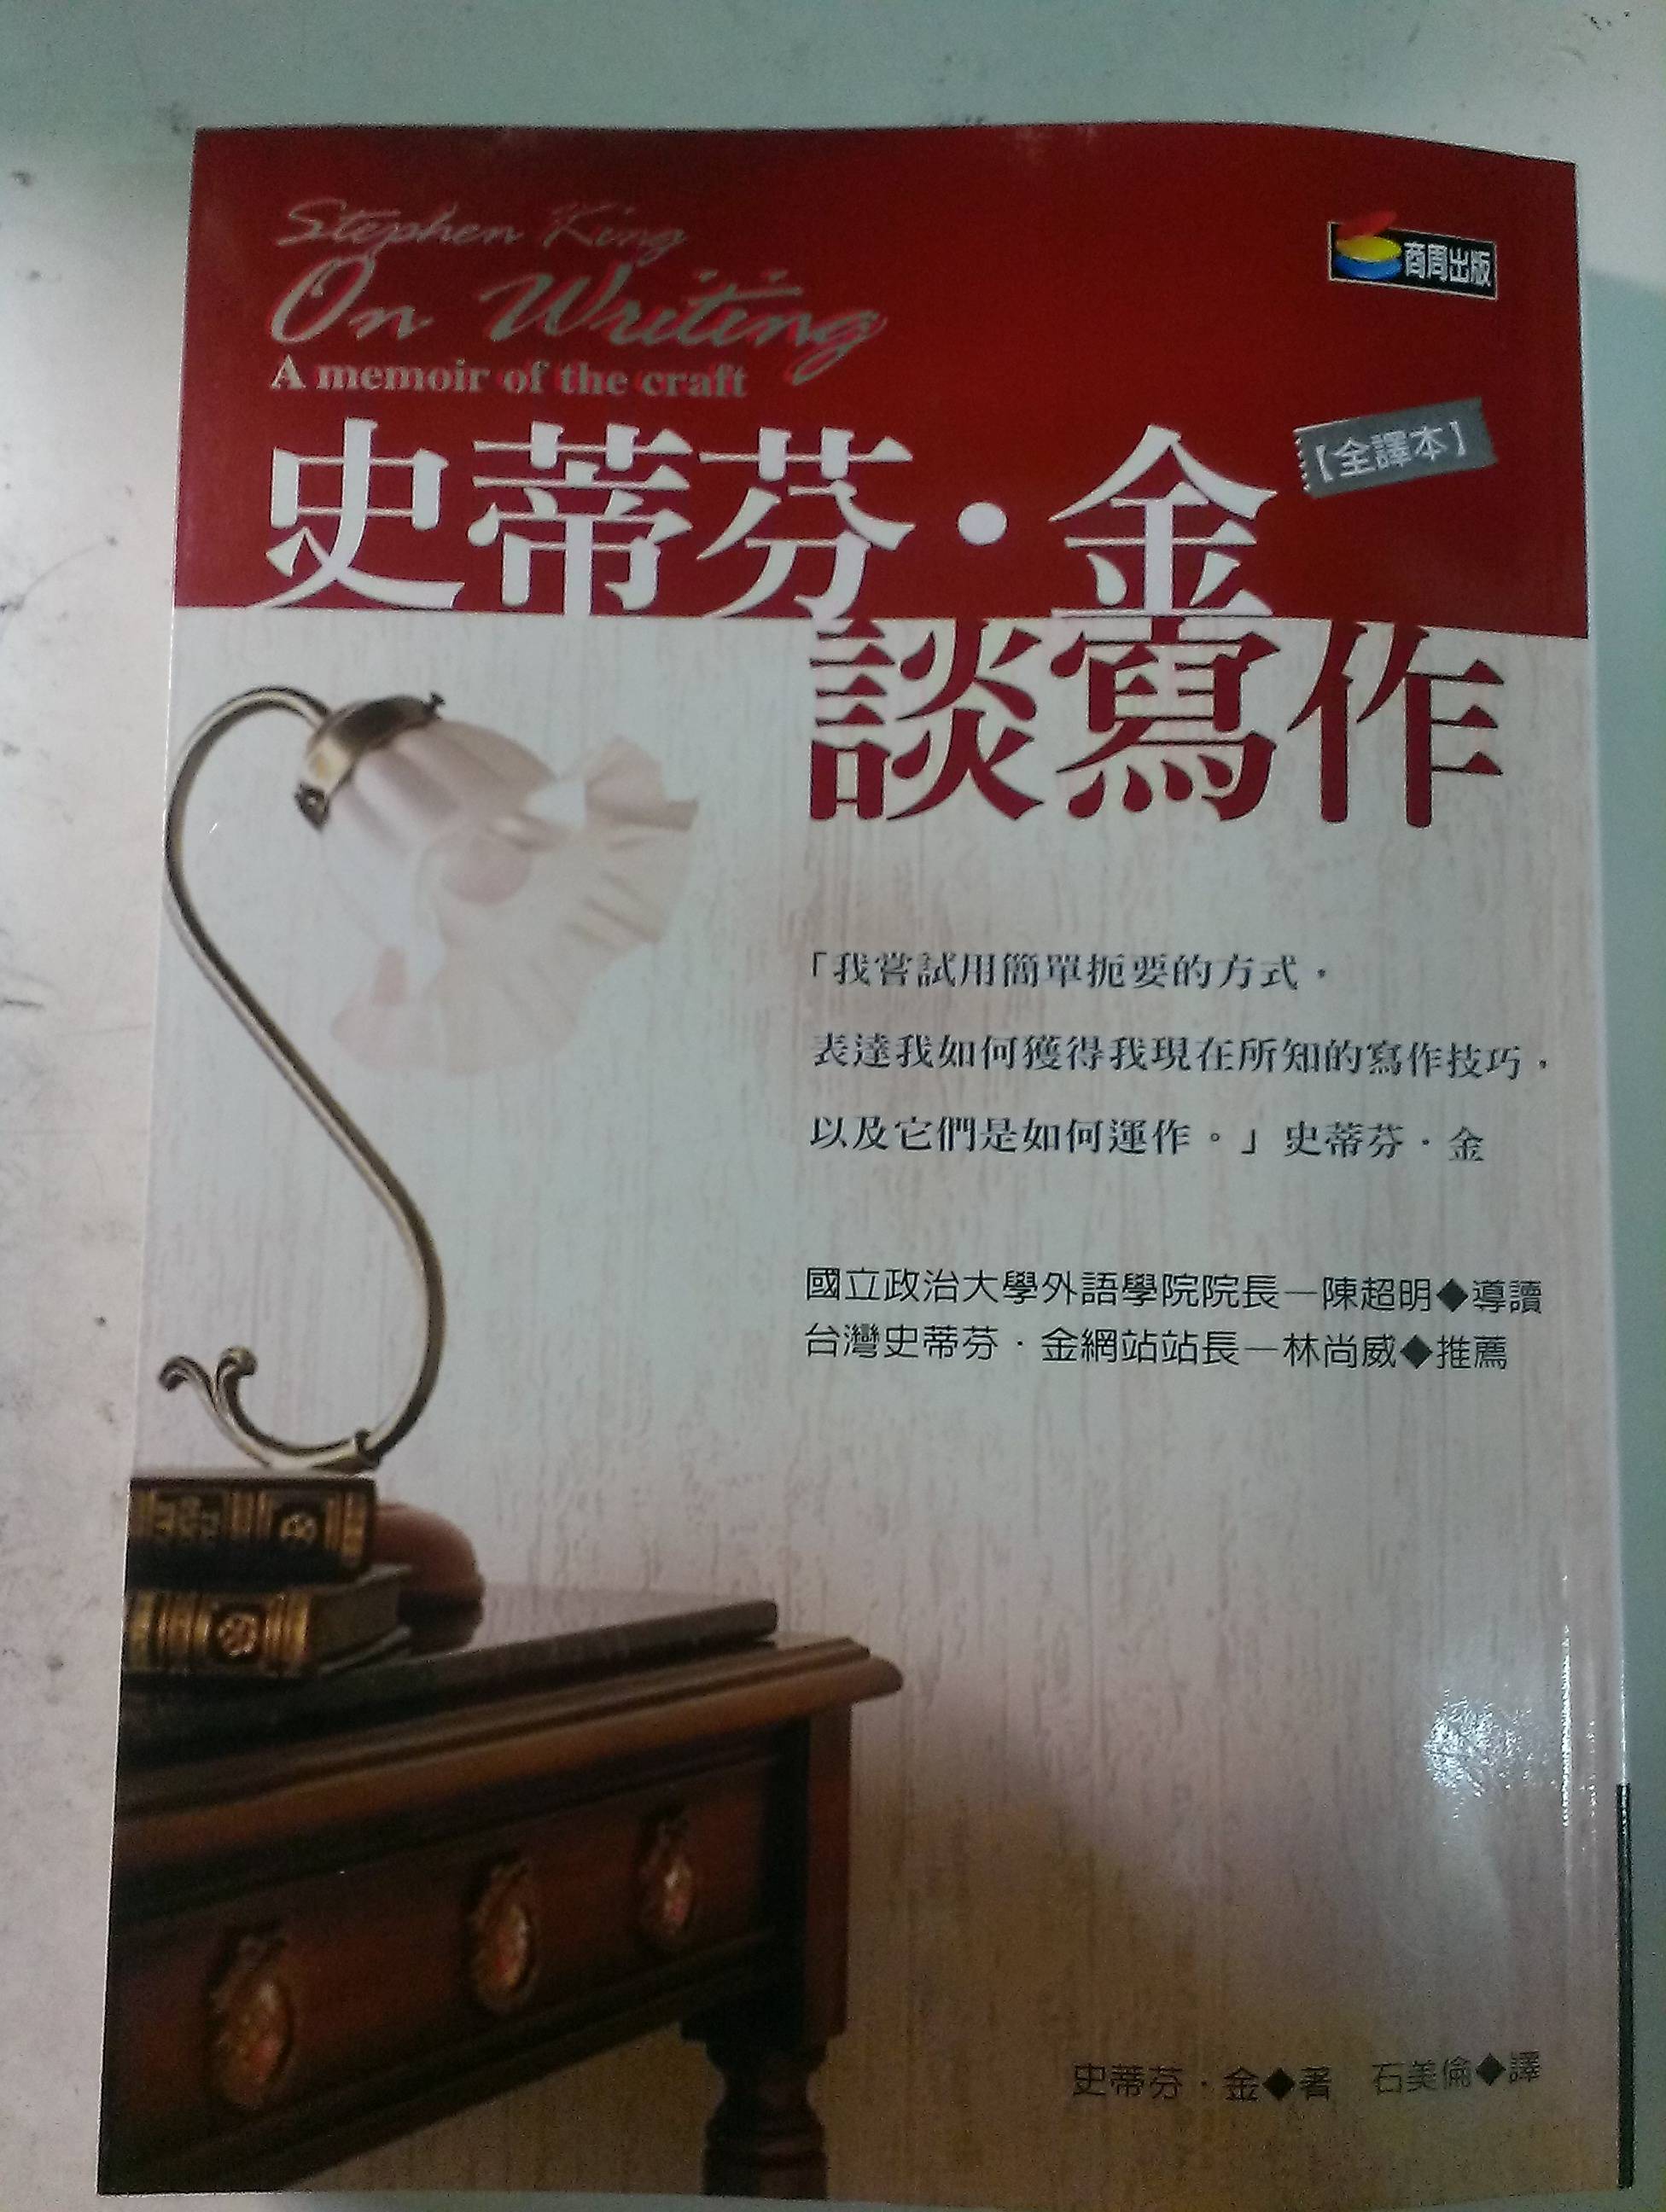 Stephen King
On Writing
A memoir of the craft
商周出版
史蒂芬·金
【全譯本】
談寫作
「我嘗試用簡單扼要的方式，
表達我如何獲得我現在所知的寫作技巧，
以及它們是如何運作。」史蒂芬·金
國立政治大學外語學院院長—陳超明◆導讀
台灣史蒂芬·金網站站長—林尚威◆推薦
史蒂芬·金◆著 石美倫◆譯